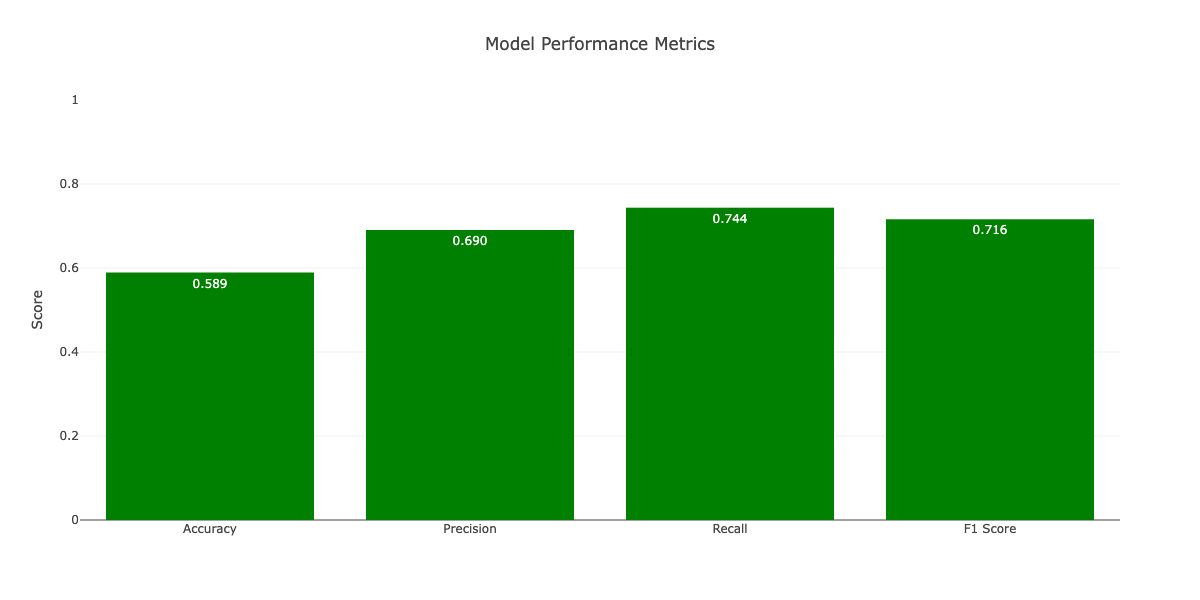 Model Performance Metrics
1
0.8
0.6
0.4
0.2
0
Score
0.589
0.690
0.744
0.716
Accuracy
Precision
Recall
F1 Score